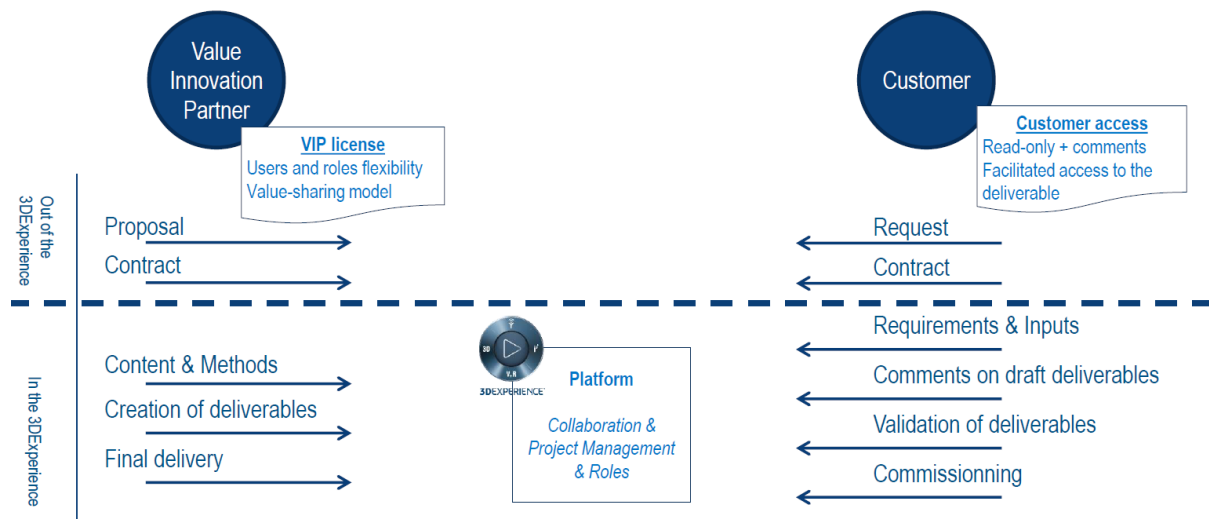 Value
Innovation
Partner
Customer
VIP license
Users and roles flexibility
Value-sharing model
Customer access
Read-only + comments
Facilitated access to the
deliverable
Out of the
3DExperience
Proposal
Contract
Request
Contract
In the 3DExperience
Content & Methods
Creation of deliverables
Final delivery
3D
V.R
3DEXPERIENCE
Platform
Collaboration &
Project Management
& Roles
Requirements & Inputs
Comments on draft deliverables
Validation of deliverables
Commissionning